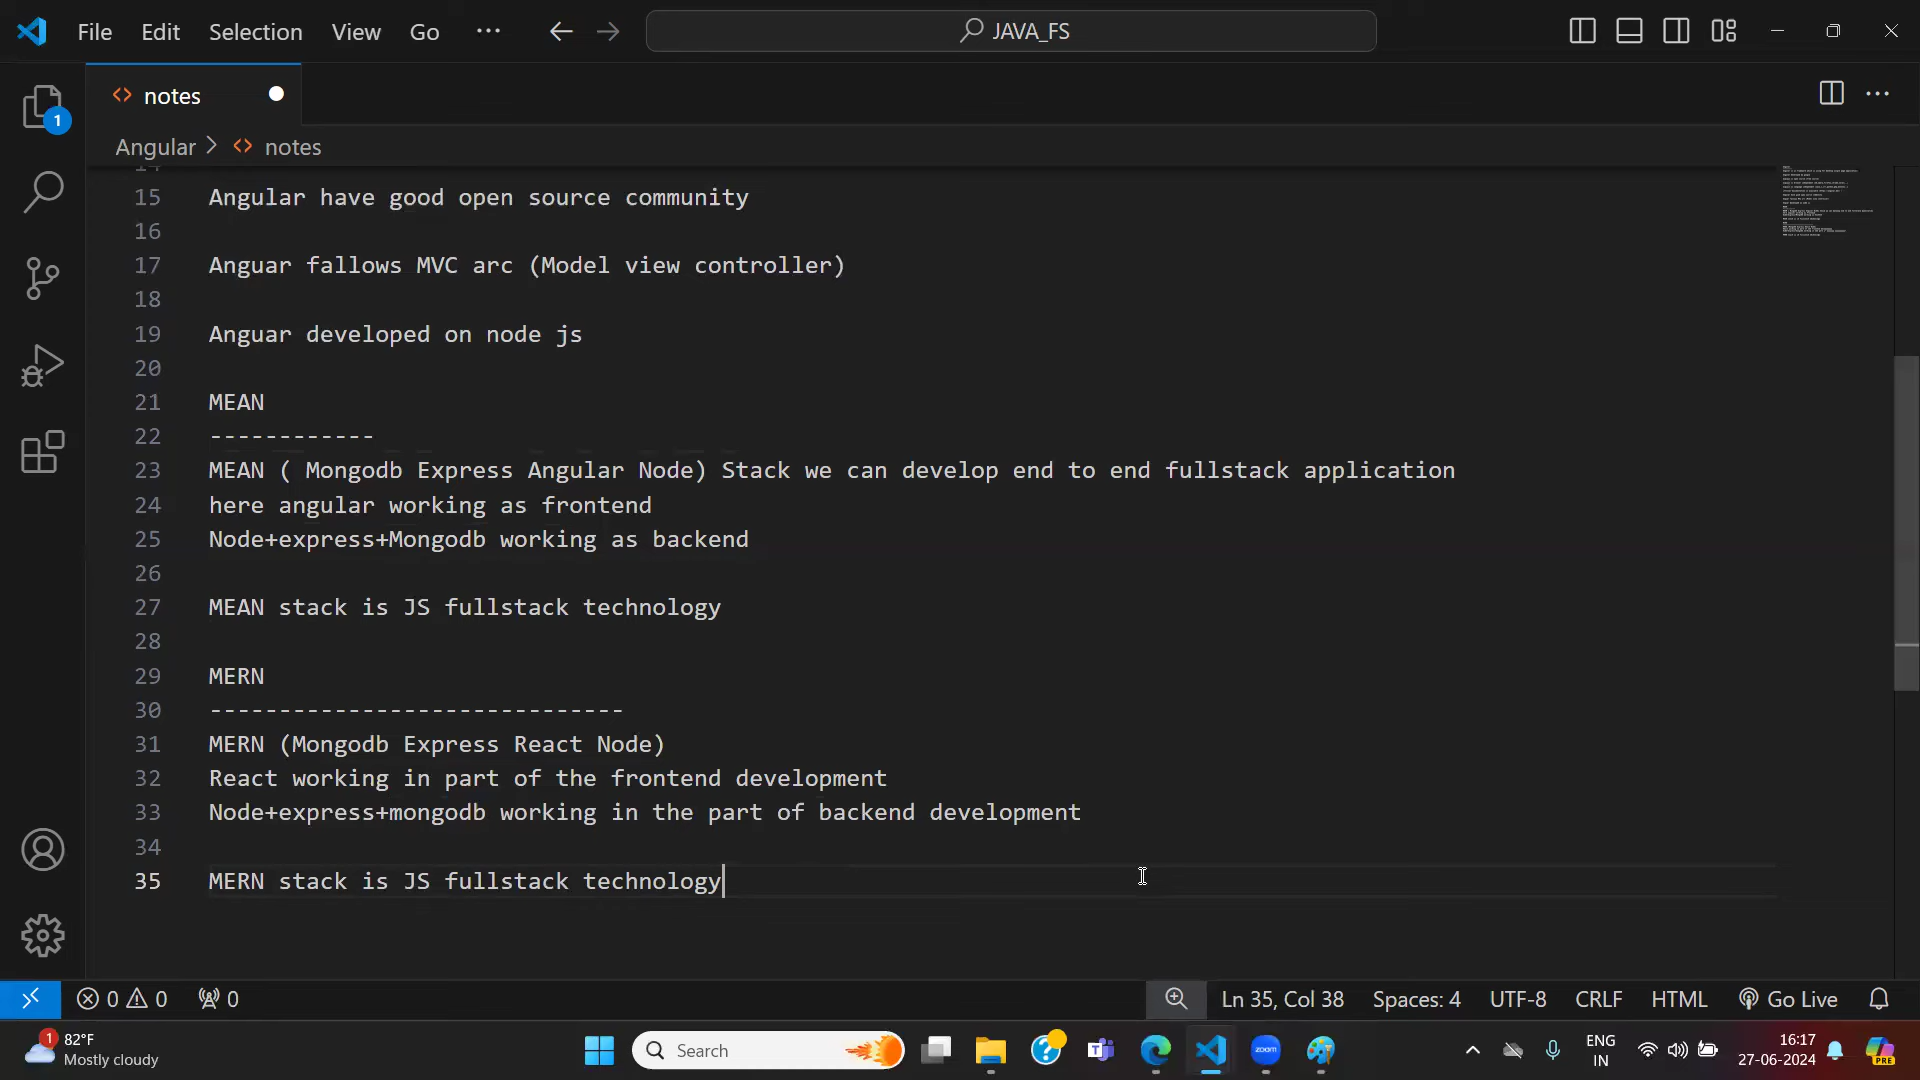 File Edit Selection View Go ··· JAVA_FS
1
notes
Angular > notes
15 Angular have good open source community
16
17 Anguar fallows MVC arc (Model view controller)
18
19 Anguar developed on node js
20
21 MEAN
22 ------------
23 MEAN ( Mongodb Express Angular Node) Stack we can develop end to end fullstack application
24 here angular working as frontend
25 Node+express+Mongodb working as backend
26
27 MEAN stack is JS fullstack technology
28
29 MERN
30 ------------------------------
31 MERN (Mongodb Express React Node)
32 React working in part of the frontend development
33 Node+express+mongodb working in the part of backend development
34
35 MERN stack is JS fullstack technology
0 0 0 Ln 35, Col 38 Spaces: 4 UTF-8 CRLF HTML Go Live
1 82°F
Mostly cloudy
Search
zoom
ENG
IN
16:17
27-06-2024
PRE